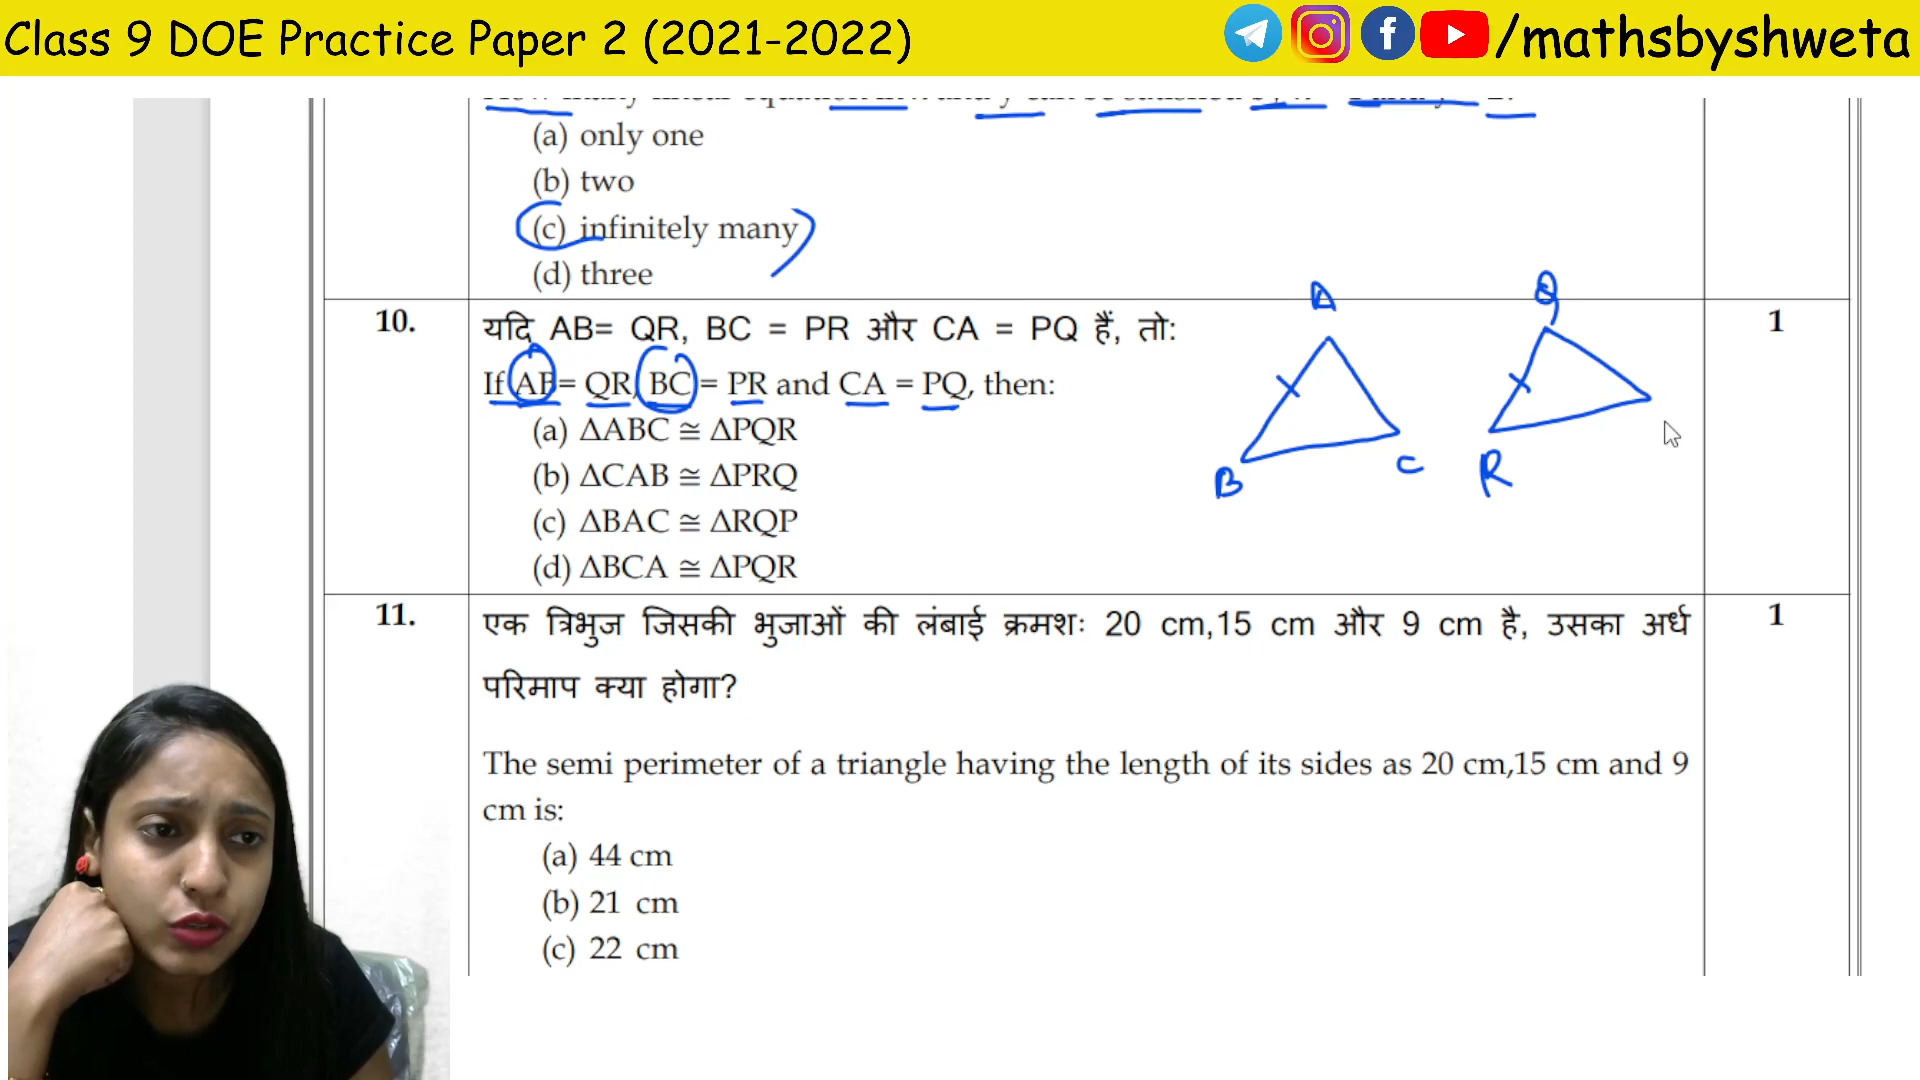 Class 9 DOE Practice Paper 2 (2021-2022)
/mathsbyshweta
(a) only one
(b) two
(c) infinitely many
(d) three
10.
यदि AB= QR, BC = PR और CA = PQ हैं, तो:
1
If AB= QR, BC = PR and CA = PQ, then:
(a) ΔABC ≅ ΔPQR
(b) ΔCAB ≅ ΔPRQ
(c) ΔBAC ≅ ΔRQP
(d) ΔBCA ≅ ΔPQR
A
B
C
Q
R
11.
एक त्रिभुज जिसकी भुजाओं की लंबाई क्रमशः 20 cm,15 cm और 9 cm है, उसका अर्ध
1
परिमाप क्या होगा?
The semi perimeter of a triangle having the length of its sides as 20 cm,15 cm and 9
cm is:
(a) 44 cm
(b) 21 cm
(c) 22 cm